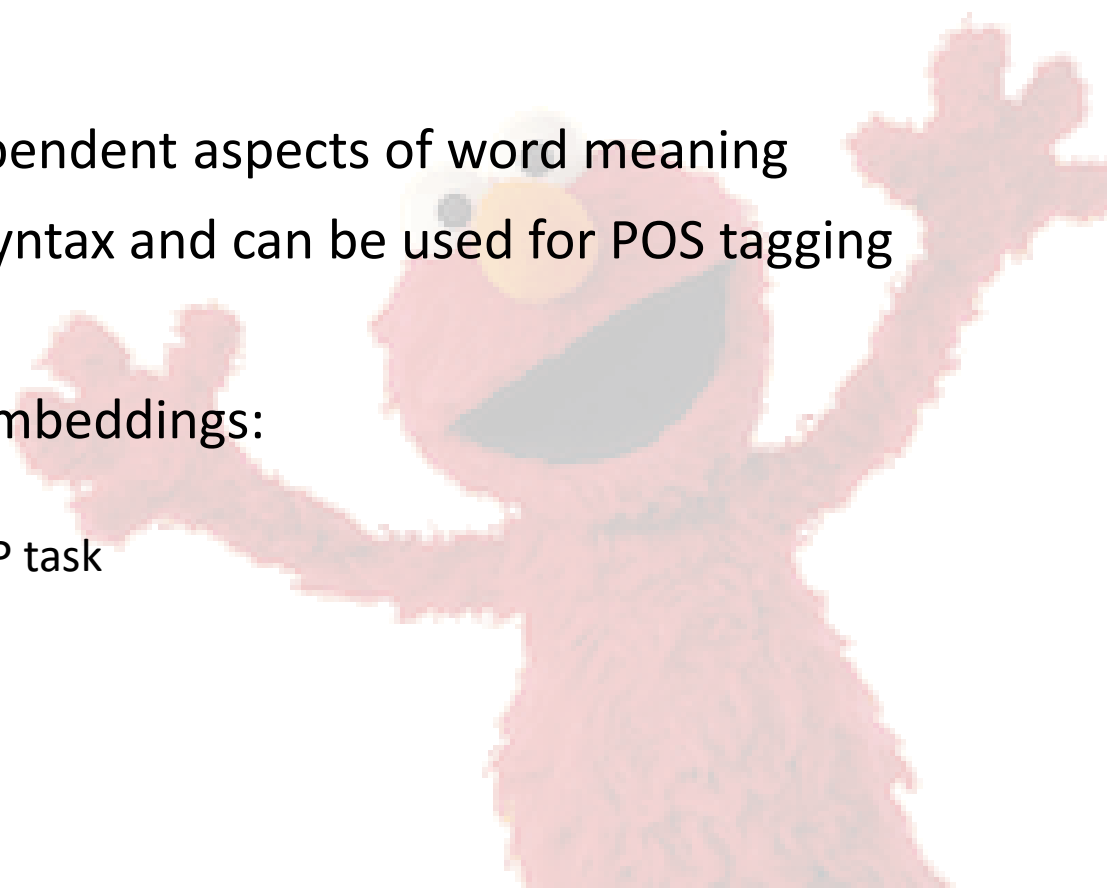 pendent aspects of word meaning
yntax and can be used for POS tagging
mbeddings:
P task